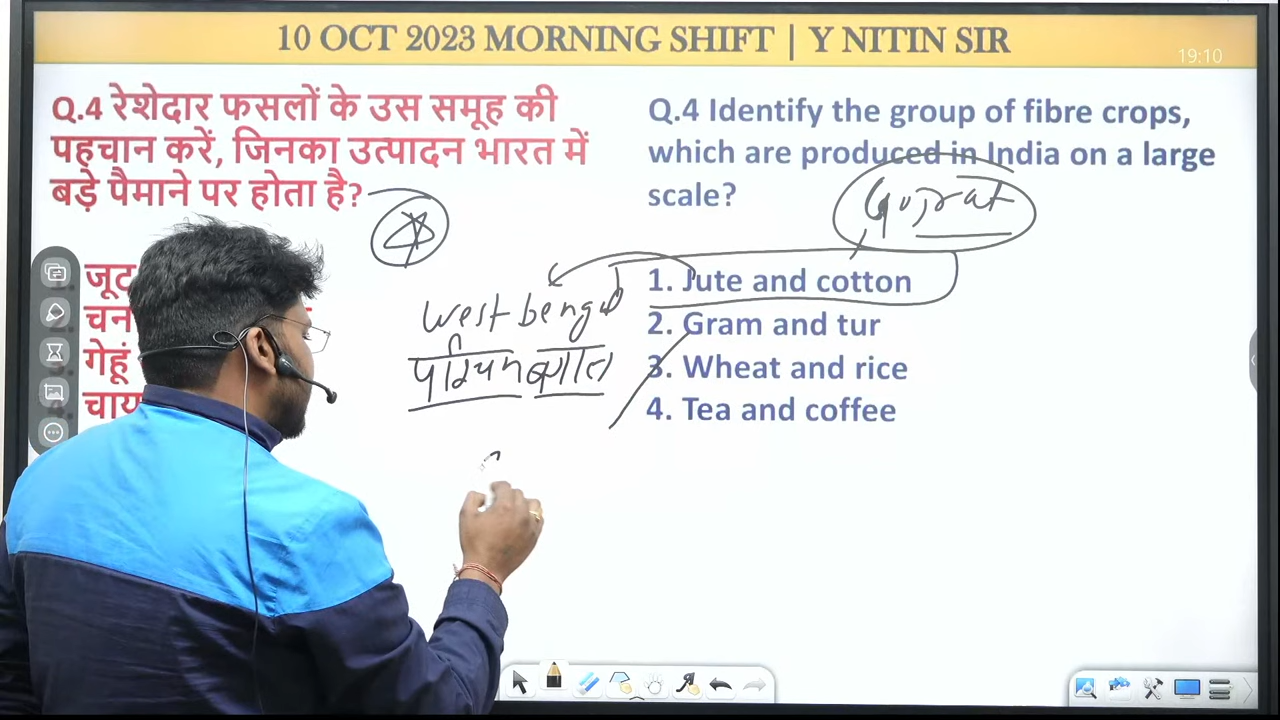 10 OCT 2023 MORNING SHIFT | Y NITIN SIR
19:10
Q.4 रेशेदार फसलों के उस समूह की
पहचान करें, जिनका उत्पादन भारत में
बड़े पैमाने पर होता है?
जूट
चन
गेहूं
चाय
Q.4 Identify the group of fibre crops,
which are produced in India on a large
scale?
Gujrat
1. Jute and cotton
2. Gram and tur
3. Wheat and rice
4. Tea and coffee
West bengal